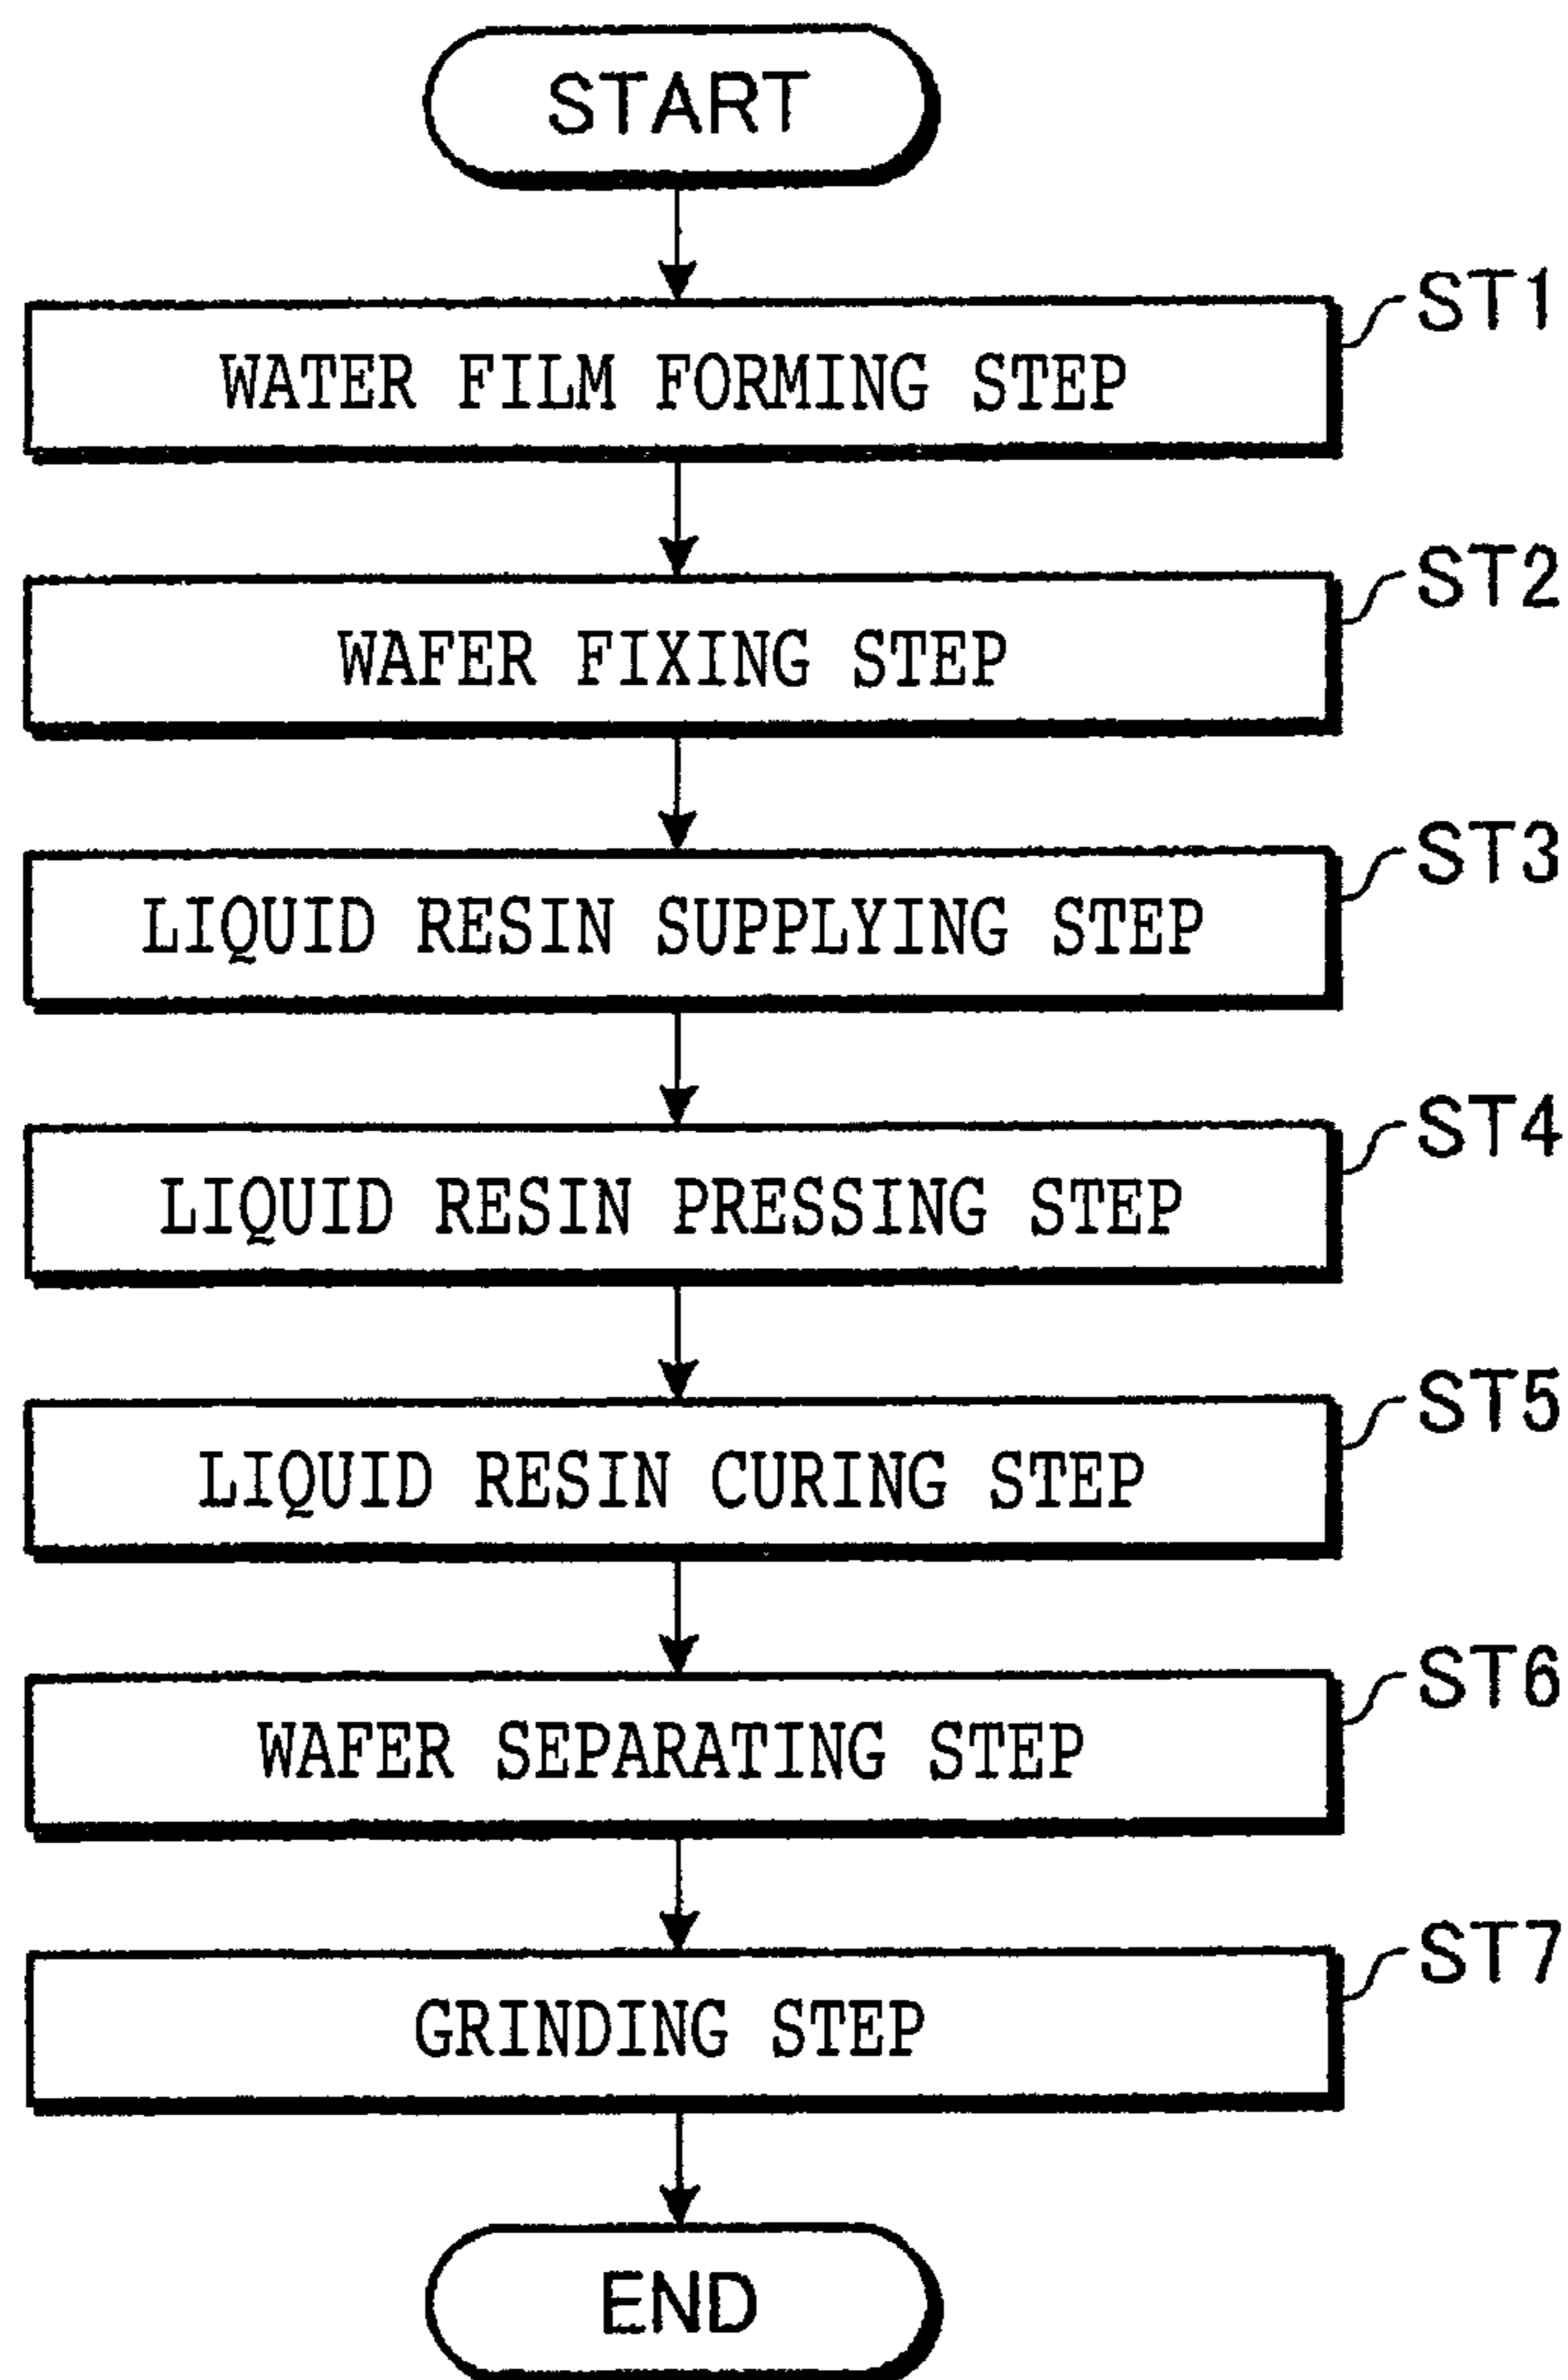 START
ST1
WATER FILM FORMING STEP
ST2
WAFER FIXING STEP
ST3
LIQUID RESIN SUPPLYING STEP
ST4
LIQUID RESIN PRESSING STEP
ST5
LIQUID RESIN CURING STEP
ST6
WAFER SEPARATING STEP
ST7
GRINDING STEP
END